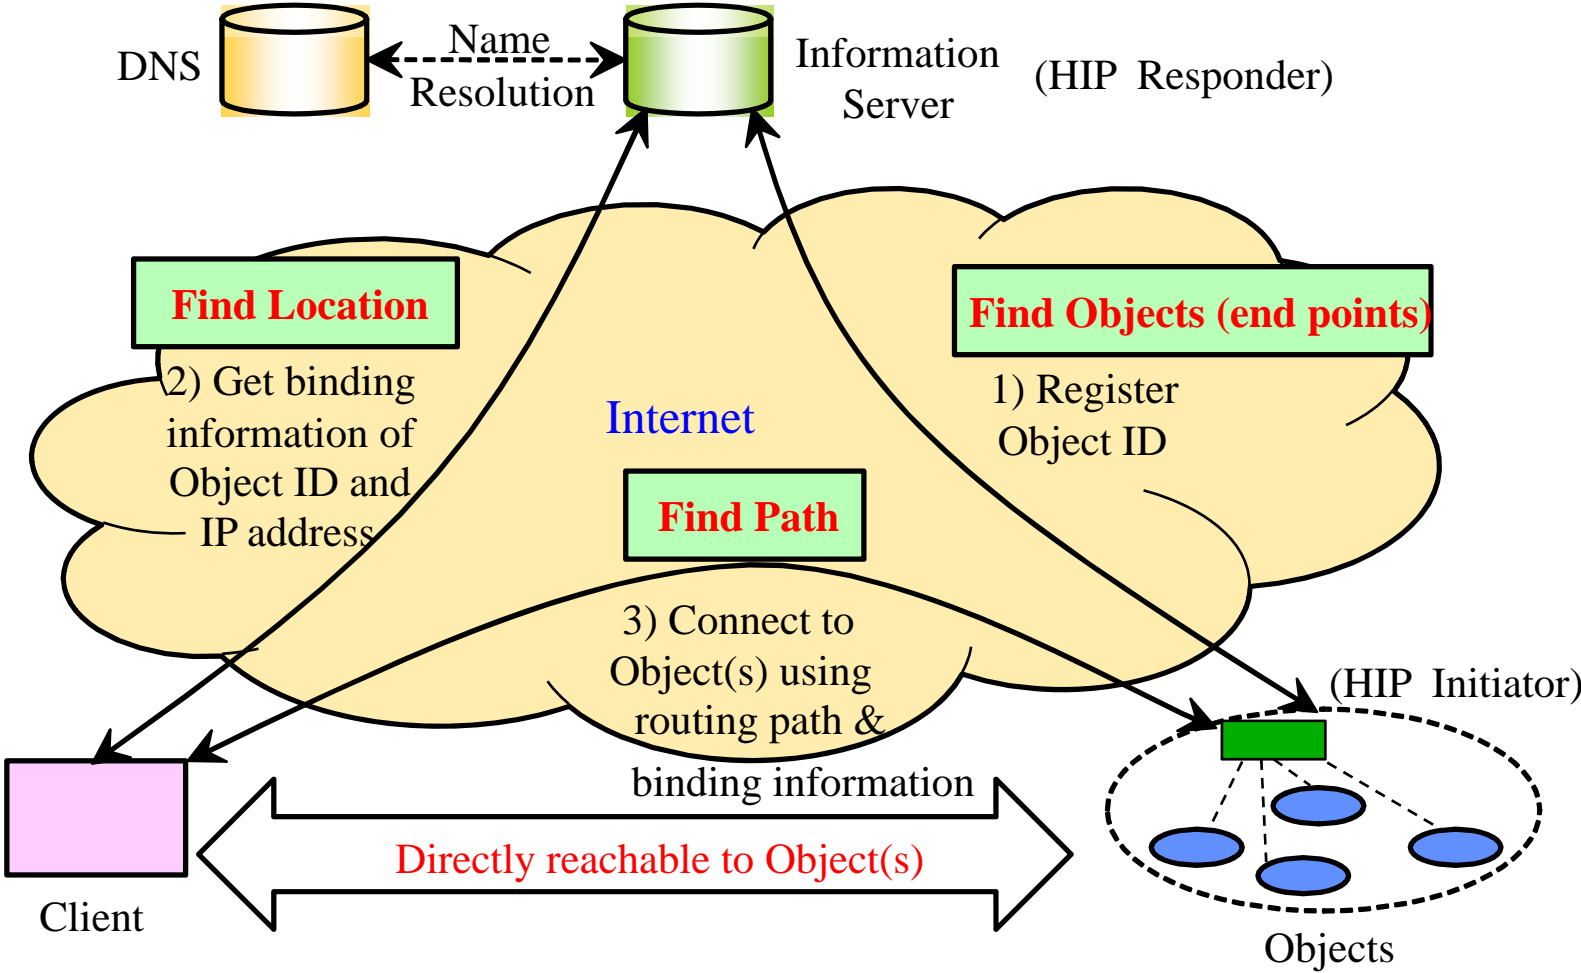 DNS
Name
Resolution
Information
Server
(HIP Responder)
Find Location
Find Objects (end points)
2) Get binding
information of
Object ID and
IP address
Internet
1) Register
Object ID
Find Path
3) Connect to
Object(s) using
routing path &
binding information
(HIP Initiator)
Directly reachable to Object(s)
Client
Objects